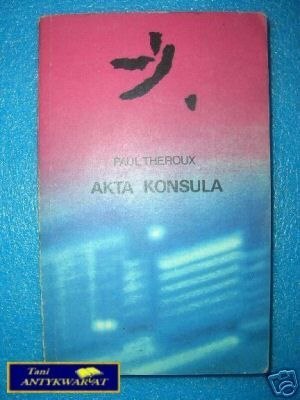 PAUL THEROUX
AKTA KONSULA
Tani
ANTYKWARIAT